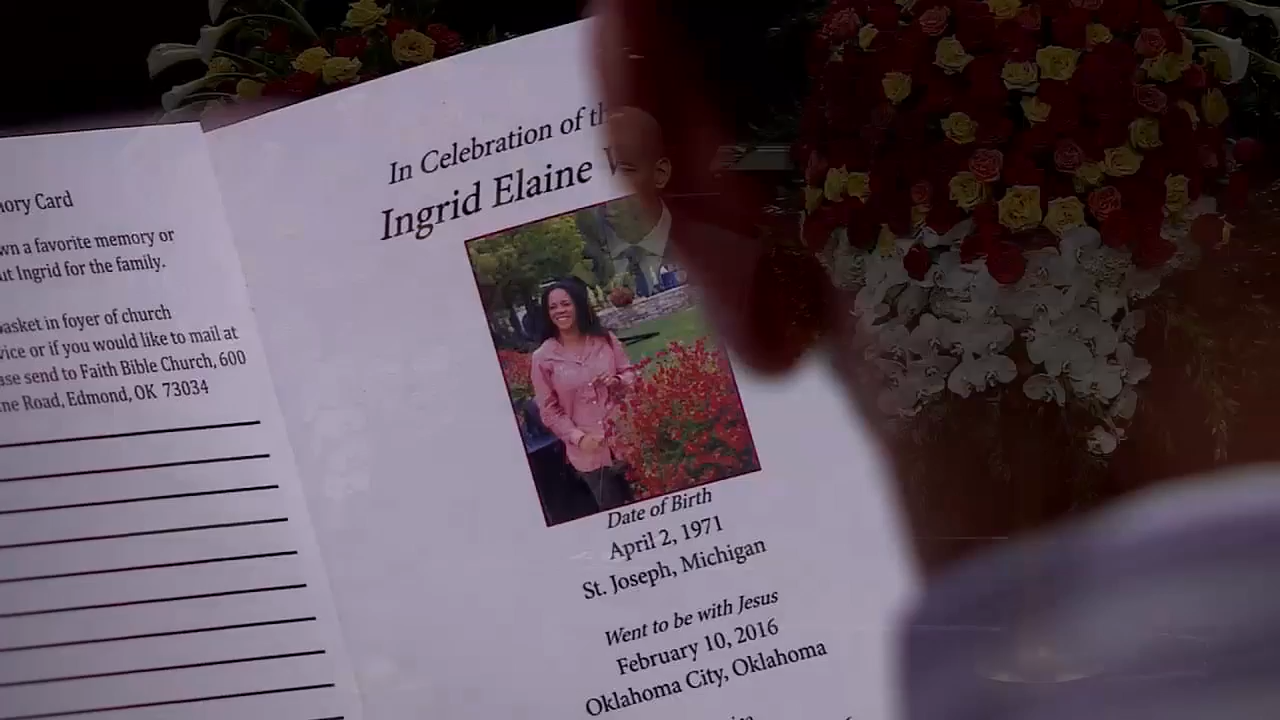 ory Card
wn a favorite memory or
ut Ingrid for the family.
asket in foyer of church
vice or if you would like to mail at
ase send to Faith Bible Church, 600
ne Road, Edmond, OK 73034
In Celebration of th
Ingrid Elaine
Date of Birth
April 2, 1971
St. Joseph, Michigan
Went to be with Jesus
February 10, 2016
Oklahoma City, Oklahoma